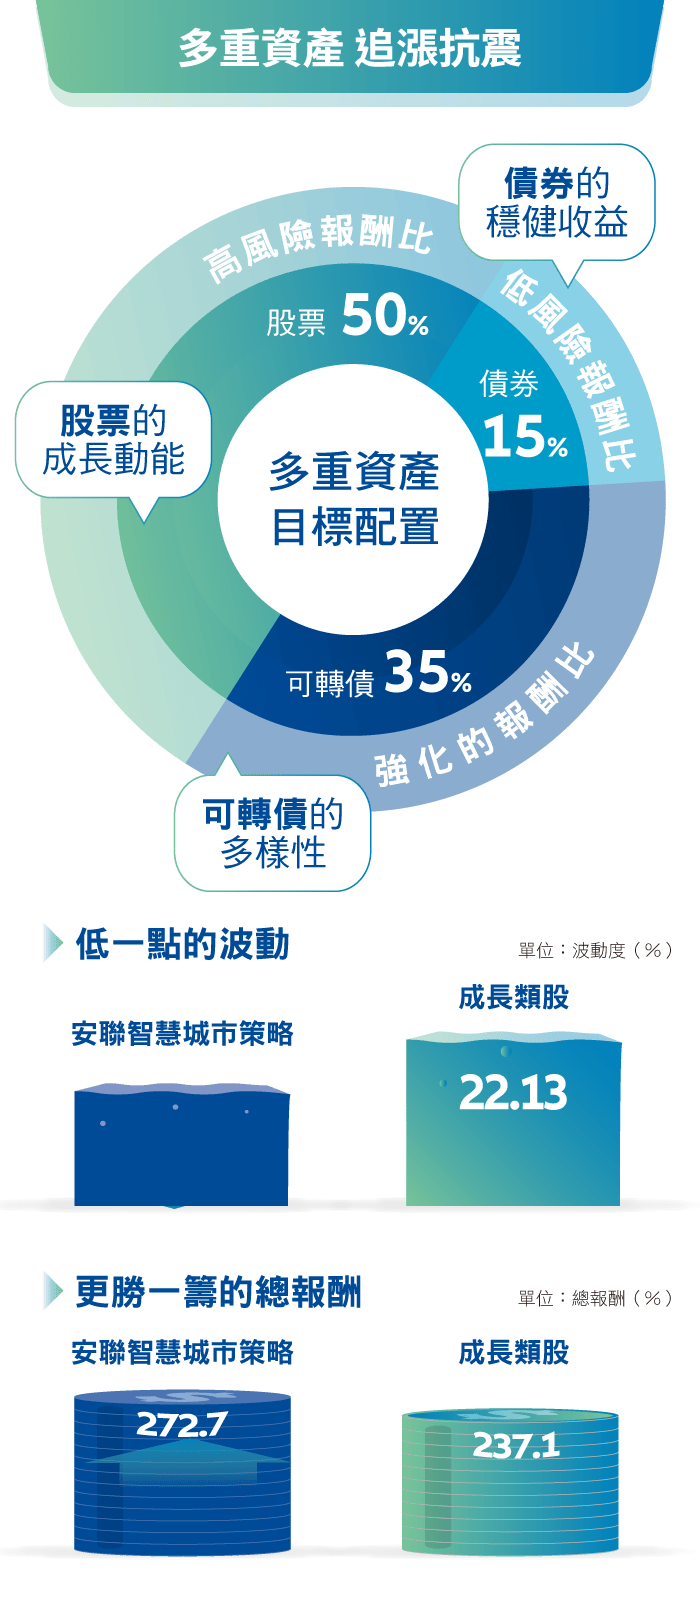 多重資產 追漲抗震
債券的
穩健收益
高風險報酬比
低風險報酬比
股票 50%
債券
15%
股票的
成長動能
多重資產
目標配置
可轉債 35%
強化的報酬比
可轉債的
多樣性
低一點的波動
單位：波動度（%）
成長類股
安聯智慧城市策略
22.13
更勝一籌的總報酬
單位：總報酬（%）
安聯智慧城市策略
成長類股
272.7
237.1